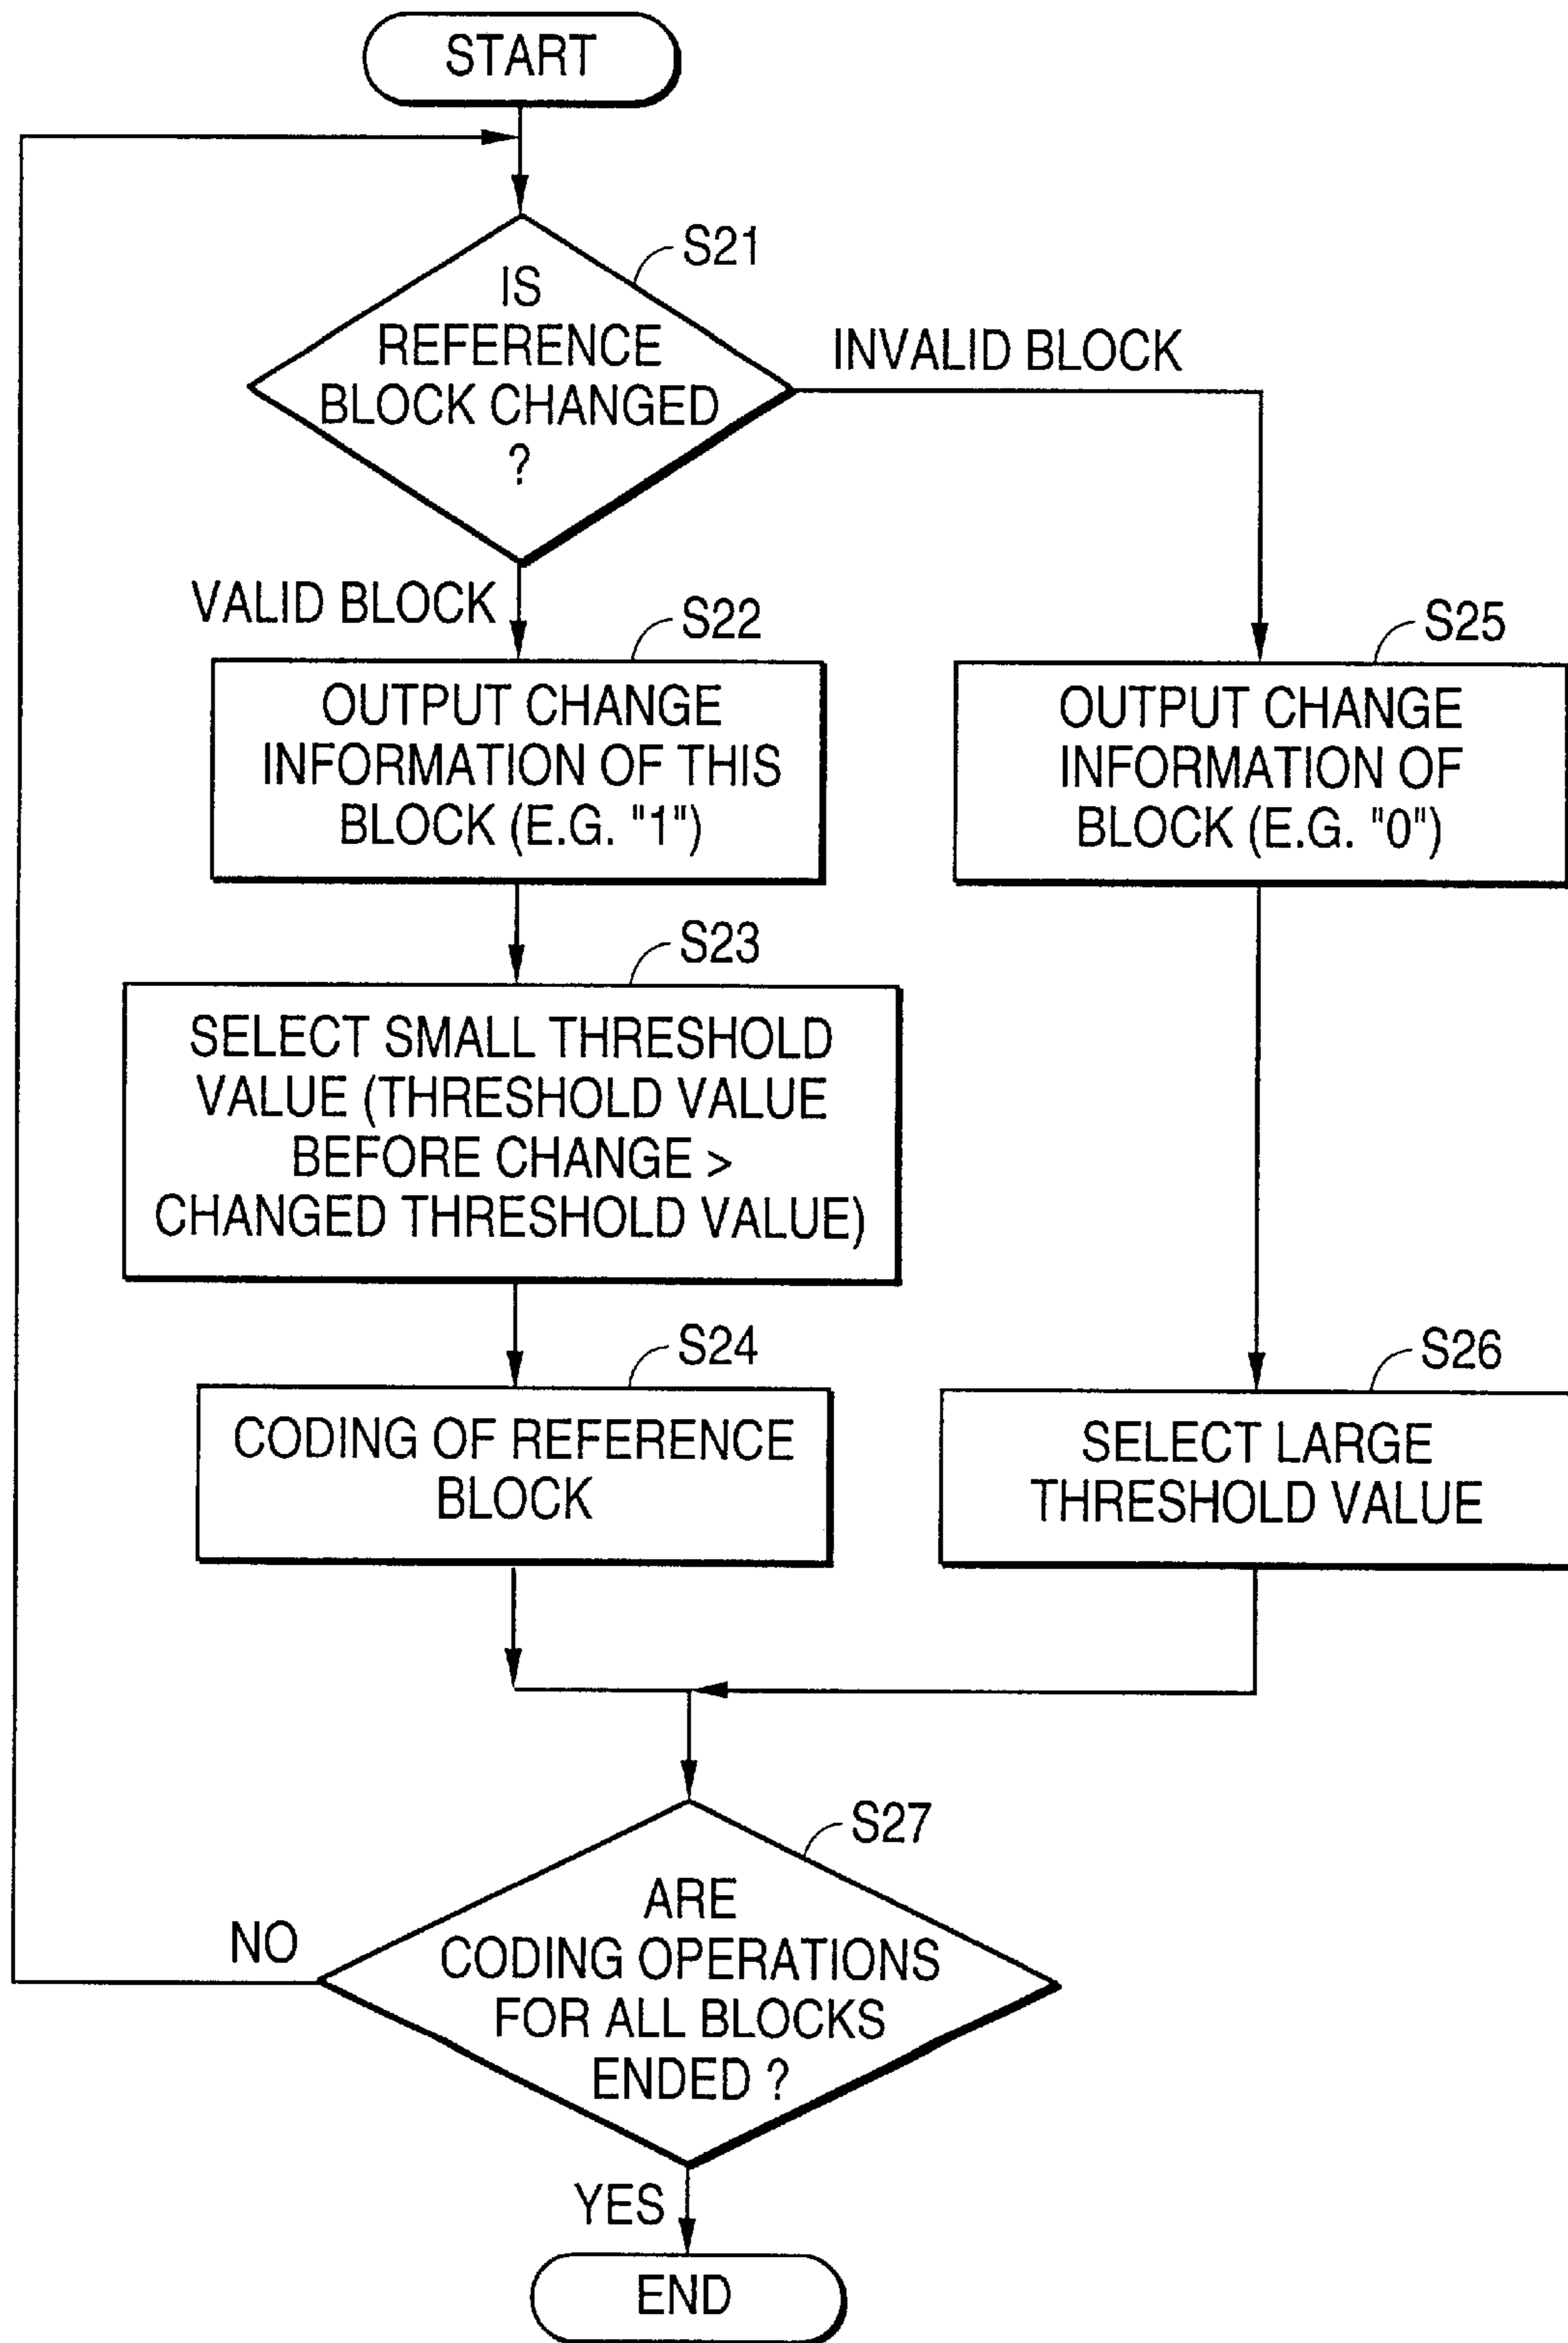 START
S21
IS
REFERENCE
BLOCK CHANGED
?
INVALID BLOCK
VALID BLOCK
S22
OUTPUT CHANGE
INFORMATION OF THIS
BLOCK (E.G. "1")
S25
OUTPUT CHANGE
INFORMATION OF
BLOCK (E.G. "0")
S23
SELECT SMALL THRESHOLD
VALUE (THRESHOLD VALUE
BEFORE CHANGE >
CHANGED THRESHOLD VALUE)
S24
CODING OF REFERENCE
BLOCK
S26
SELECT LARGE
THRESHOLD VALUE
S27
ARE
CODING OPERATIONS
FOR ALL BLOCKS
ENDED ?
NO
YES
END